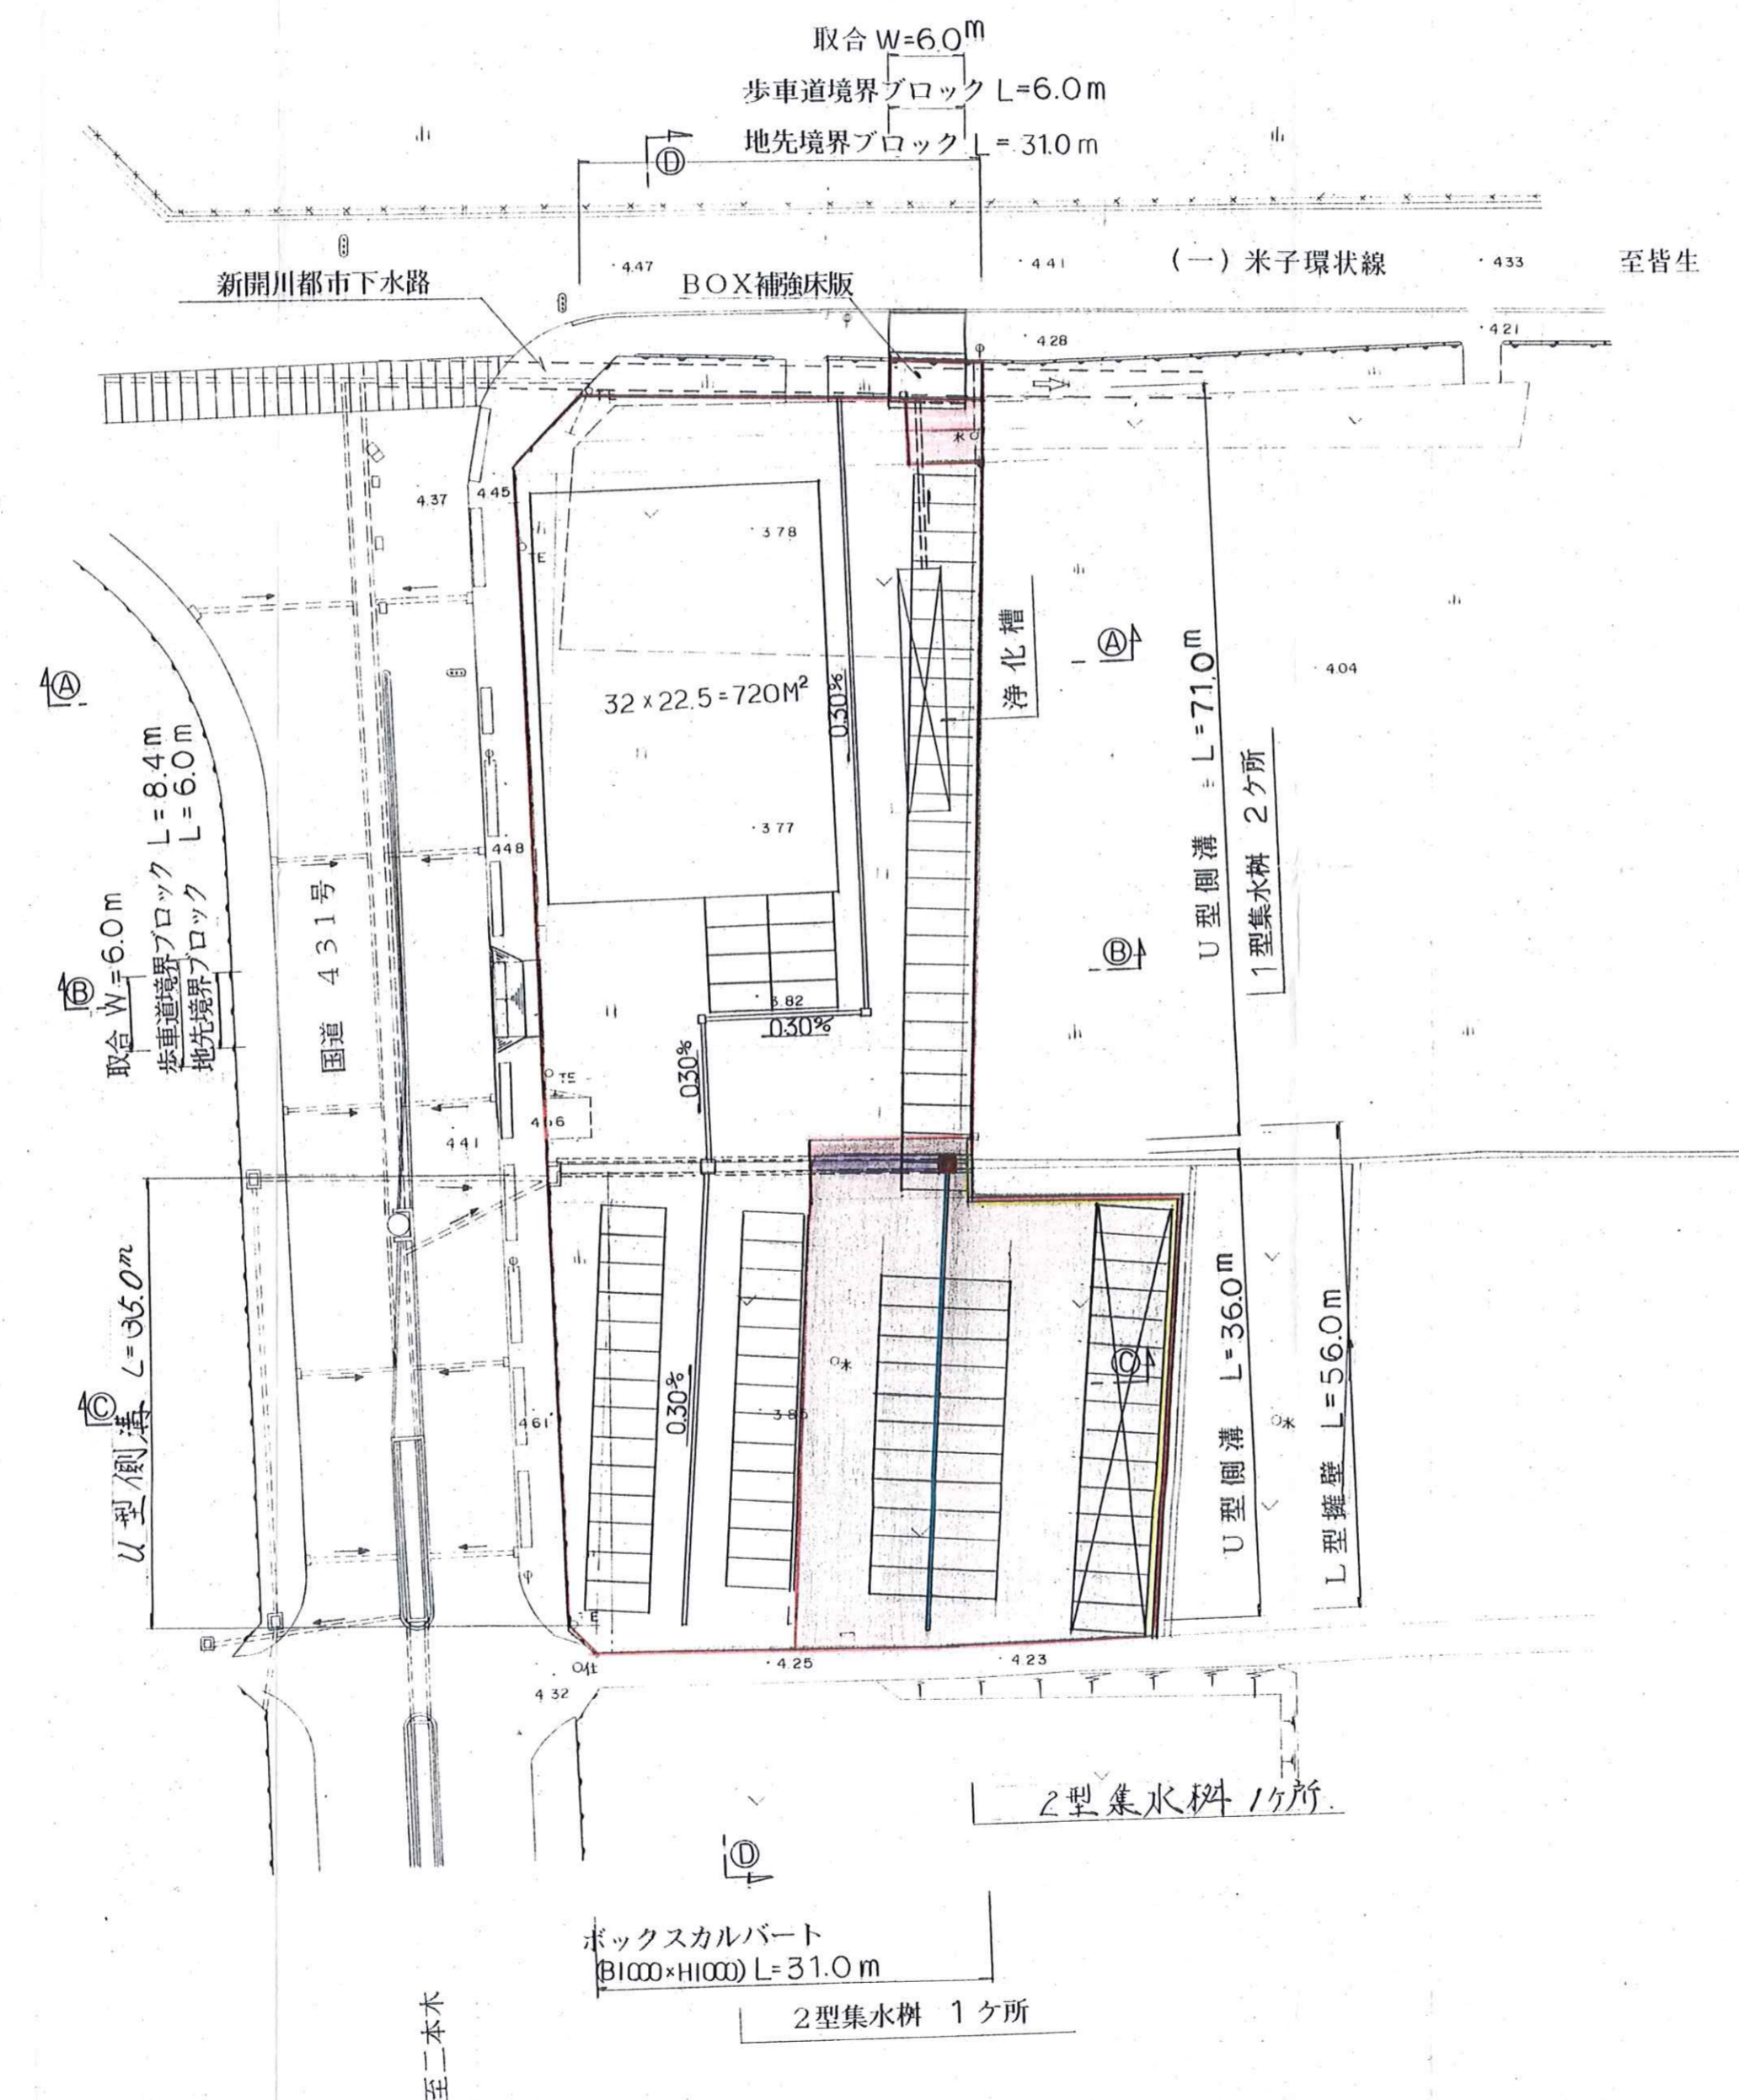 取合 W=6.0m
歩車道境界ブロック L=6.0m
地先境界ブロック L=31.0m
D
新開川都市下水路
4.47
BOX補強床版
4.41
(一)米子環状線
4.33
至皆生
4.28
4.21
TE
水
4.37
4.45
3.78
TE
A
浄化槽
A
4.04
32×22.5=720M²
0.30%
U型側溝 L=71.0m
1型集水桝 2ケ所
3.77
4.48
取合 W=6.0m
歩車道境界ブロック L=8.4m
地先境界ブロック L=6.0m
B
国道 431号
B
3.82
0.30%
0.30%
TE
4.41
U型側溝 L=35.0m
C
0.30%
4.61
水
C
U型側溝 L=36.0m
水
L型擁壁 L=56.0m
E
4.25
4.23
4.32
2型集水桝 1ケ所.
D
ボックスカルバート
(B1000×H1000) L=31.0m
2型集水桝 1ケ所
至二本木